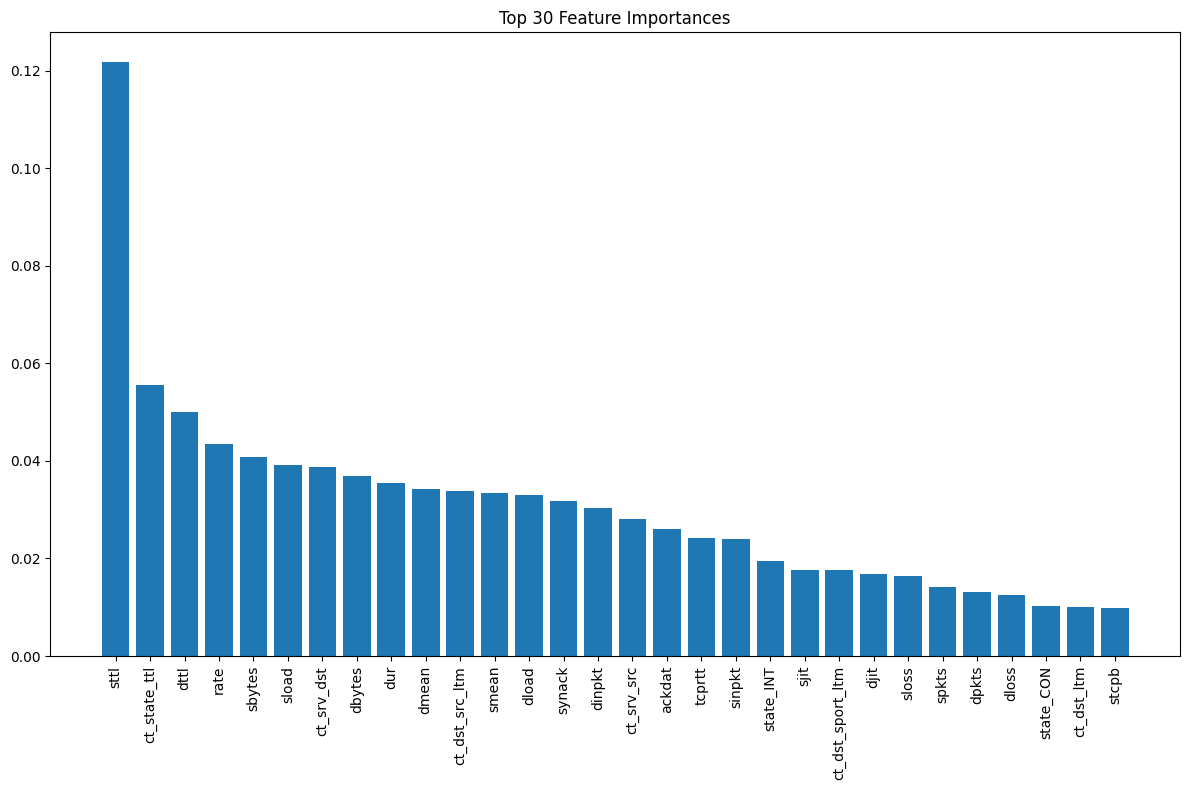 Top 30 Feature Importances
0.12
0.10
0.08
0.06
0.04
0.02
0.00
sttl
ct_state_ttl
dttl
rate
sbytes
sload
ct_srv_dst
dbytes
dur
dmean
ct_dst_src_ltm
smean
dload
synack
dinpkt
ct_srv_src
ackdat
tcprtt
sinpkt
state_INT
sjit
ct_dst_sport_ltm
djit
sloss
spkts
dpkts
dloss
state_CON
ct_dst_ltm
stcpb